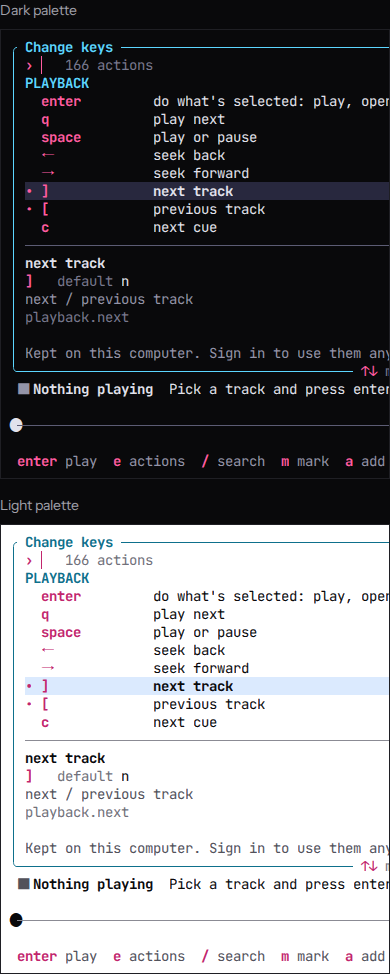 Dark palette
Change keys
› 166 actions
PLAYBACK
enter do what's selected: play, open
q play next
space play or pause
← seek back
→ seek forward
• ] next track
• [ previous track
c next cue
next track
] default n
next / previous track
playback.next
Kept on this computer. Sign in to use them any
↑↓ m
Nothing playing Pick a track and press enter
enter play e actions / search m mark a add
Light palette
Change keys
› 166 actions
PLAYBACK
enter do what's selected: play, open
q play next
space play or pause
← seek back
→ seek forward
• ] next track
• [ previous track
c next cue
next track
] default n
next / previous track
playback.next
Kept on this computer. Sign in to use them any
↑↓ m
Nothing playing Pick a track and press enter
enter play e actions / search m mark a add